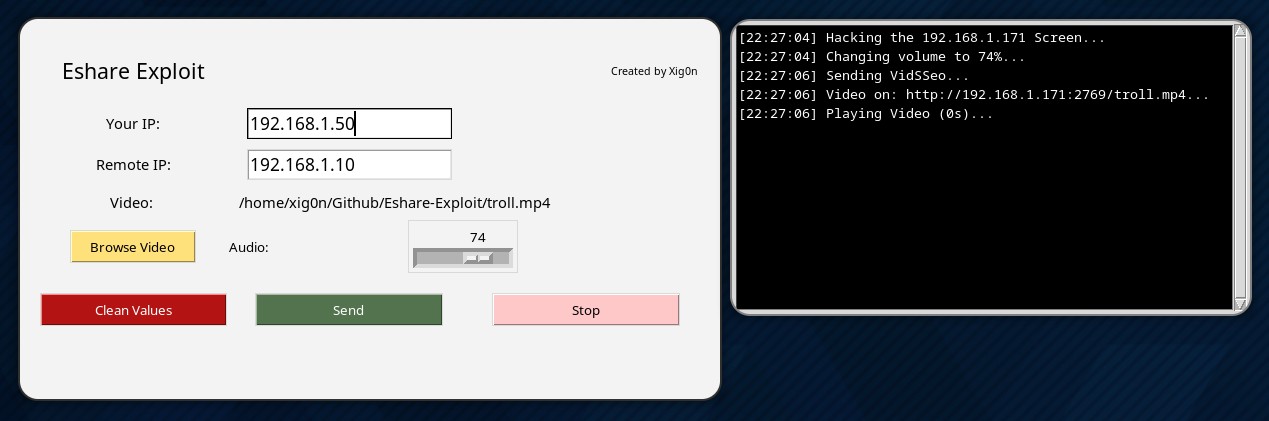 Eshare Exploit
Created by Xig0n
Your IP: 192.168.1.50
Remote IP: 192.168.1.10
Video: /home/xig0n/Github/Eshare-Exploit/troll.mp4
Browse Video
Audio:
74
Clean Values
Send
Stop
[22:27:04] Hacking the 192.168.1.171 Screen...
[22:27:04] Changing volume to 74%...
[22:27:06] Sending VidSSeo...
[22:27:06] Video on: http://192.168.1.171:2769/troll.mp4...
[22:27:06] Playing Video (0s)...